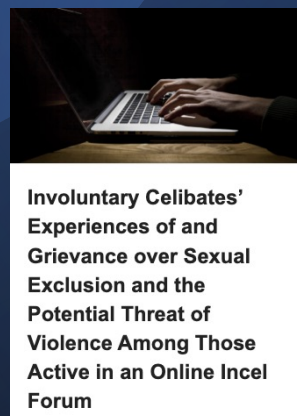 Involuntary Celibates’
Experiences of and
Grievance over Sexual
Exclusion and the
Potential Threat of
Violence Among Those
Active in an Online Incel
Forum